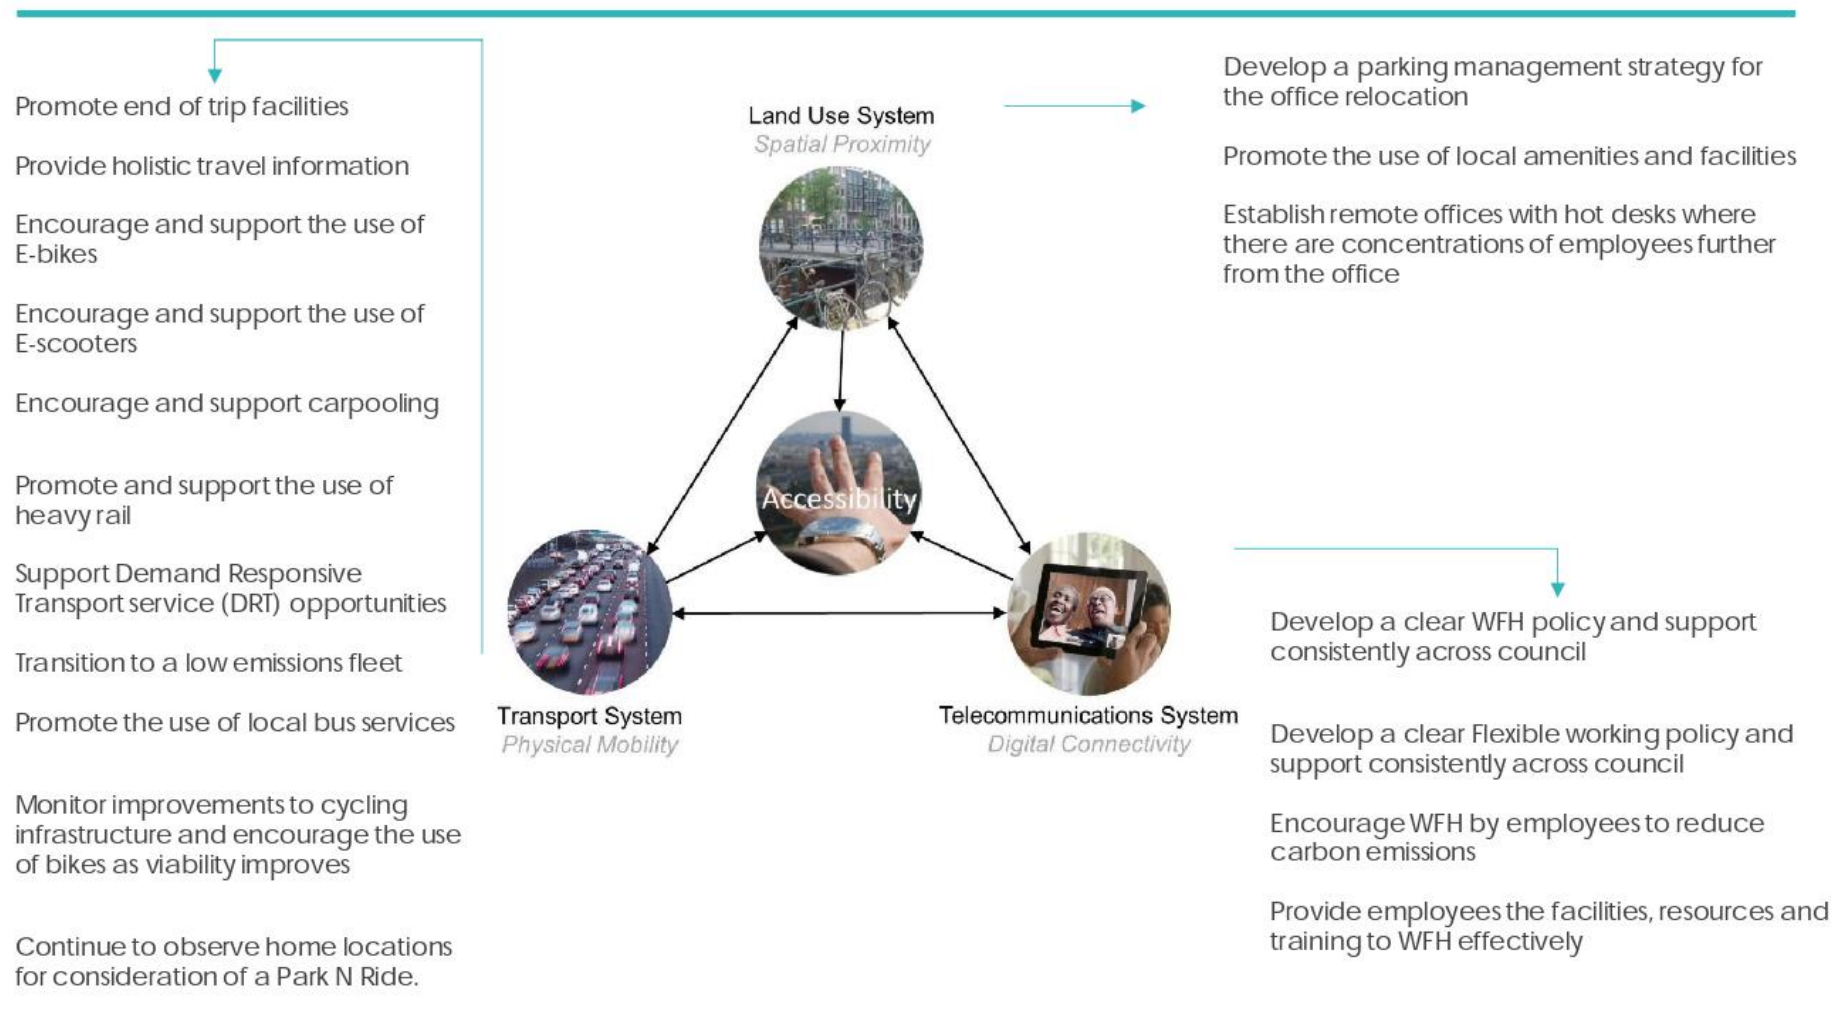 Promote end of trip facilities
Provide holistic travel information
Encourage and support the use of
E-bikes
Encourage and support the use of
E-scooters
Encourage and support carpooling
Promote and support the use of
heavy rail
Support Demand Responsive
Transport service (DRT) opportunities
Transition to a low emissions fleet
Promote the use of local bus services
Monitor improvements to cycling
infrastructure and encourage the use
of bikes as viability improves
Continue to observe home locations
for consideration of a Park N Ride.
Land Use System
Spatial Proximity
Accessibility
Transport System
Physical Mobility
Telecommunications System
Digital Connectivity
Develop a parking management strategy for
the office relocation
Promote the use of local amenities and facilities
Establish remote offices with hot desks where
there are concentrations of employees further
from the office
Develop a clear WFH policy and support
consistently across council
Develop a clear Flexible working policy and
support consistently across council
Encourage WFH by employees to reduce
carbon emissions
Provide employees the facilities, resources and
training to WFH effectively